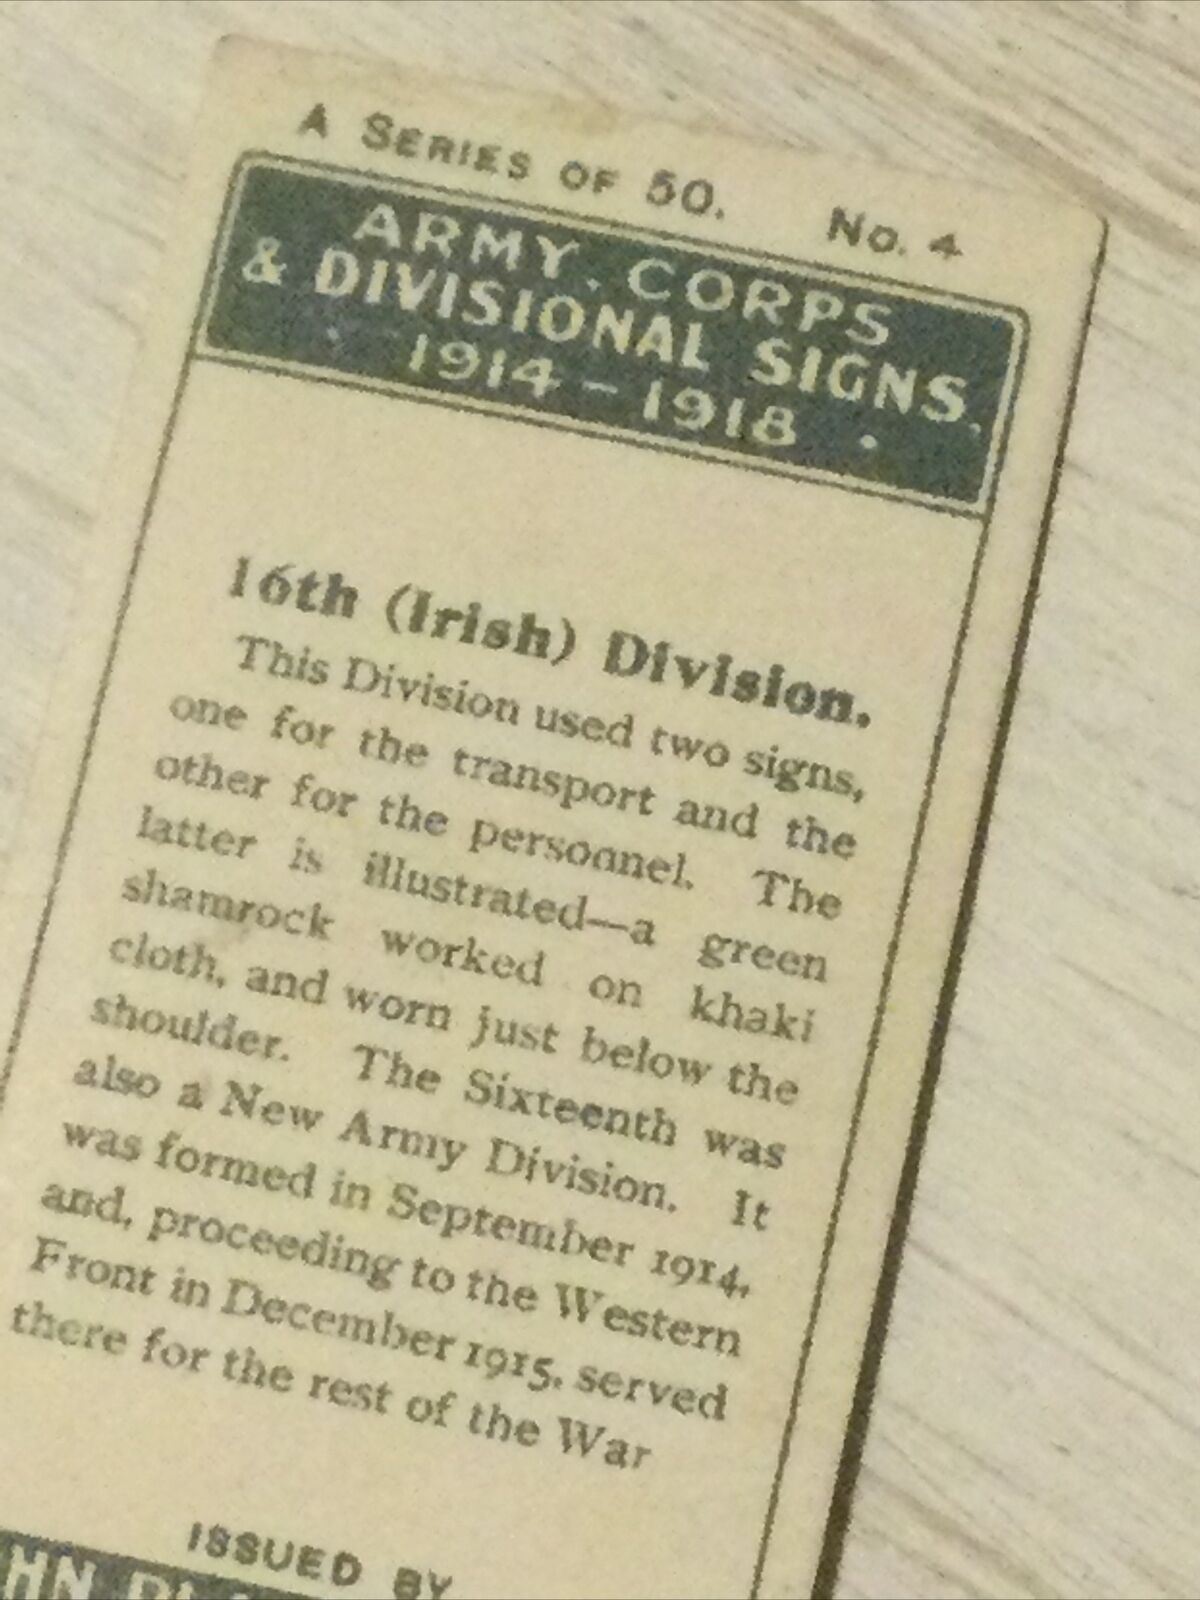 A SERIES OF 50. No. 4
ARMY, CORPS
& DIVISIONAL SIGNS,
1914 - 1918.
16th (Irish) Division.
This Division used two signs,
one for the transport and the
other for the personnel. The
latter is illustrated—a green
shamrock worked on khaki
cloth, and worn just below the
shoulder. The Sixteenth was
also a New Army Division. It
was formed in September 1914,
and, proceeding to the Western
Front in December 1915, served
there for the rest of the War
ISSUED BY